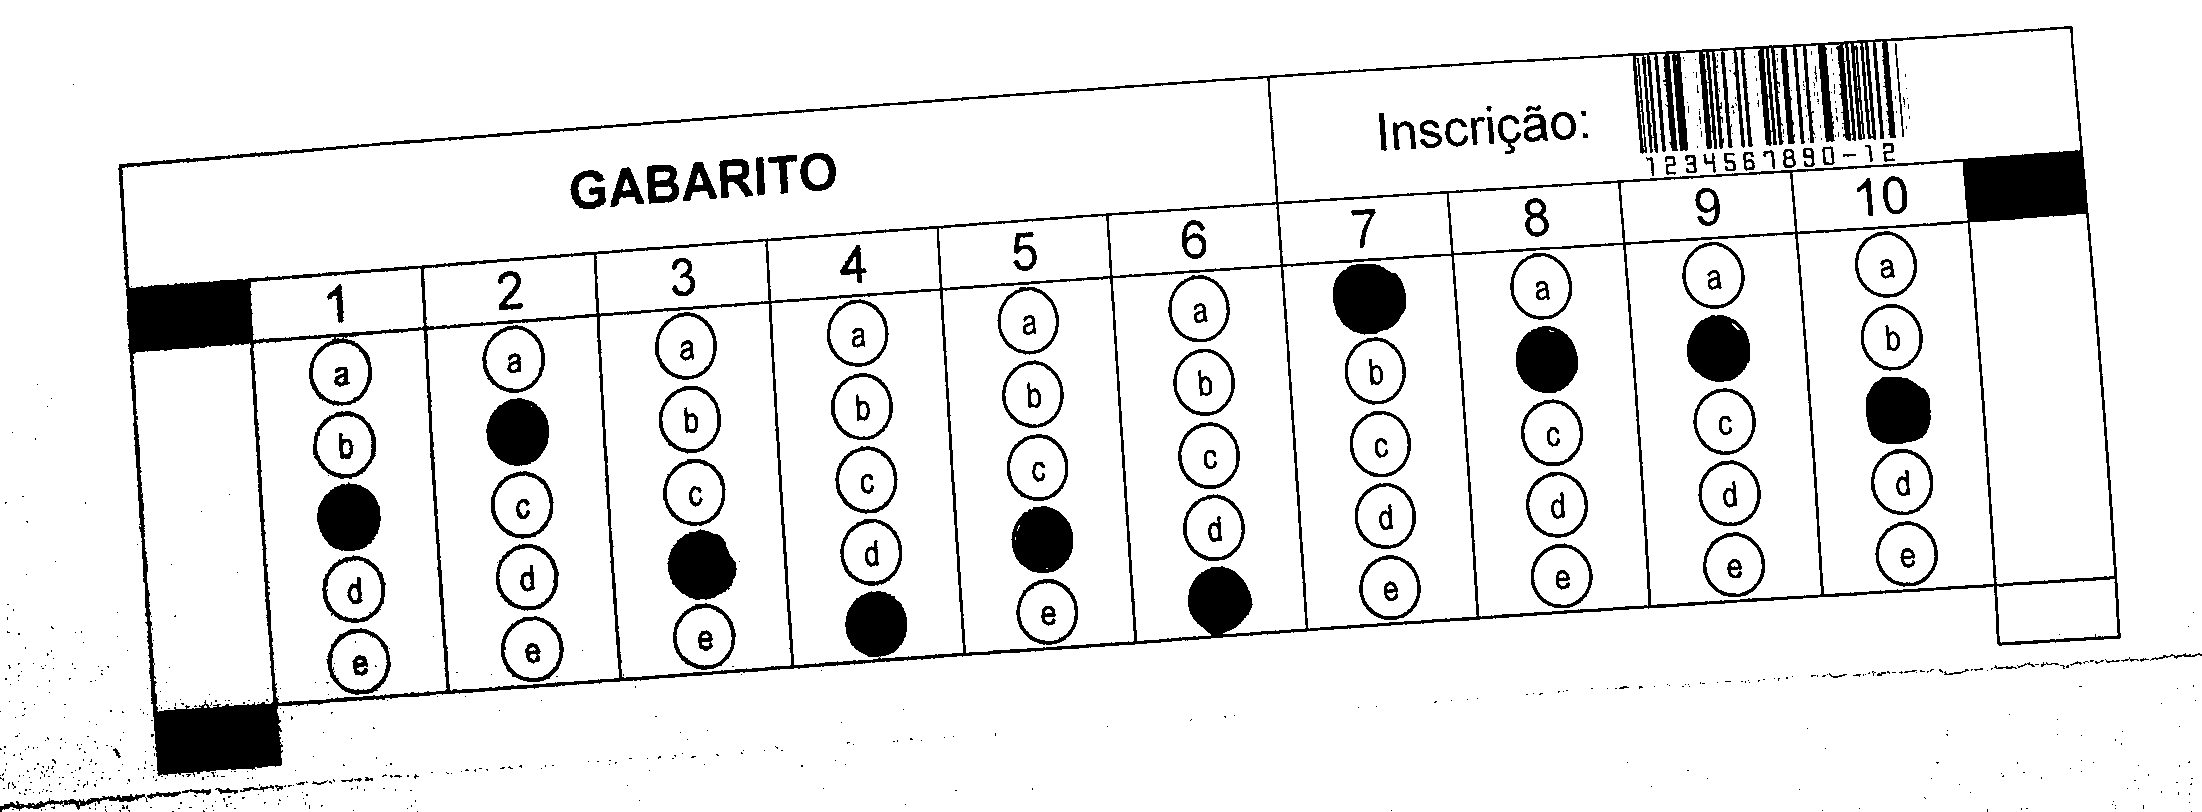 GABARITO
Inscrição:
1234567890-12
1 2 3 4 5 6 7 8 9 10
a a a a a a a a a
b b b b b b b b
c c c c c c c c
d d d d d d d d
e e e e e e e e